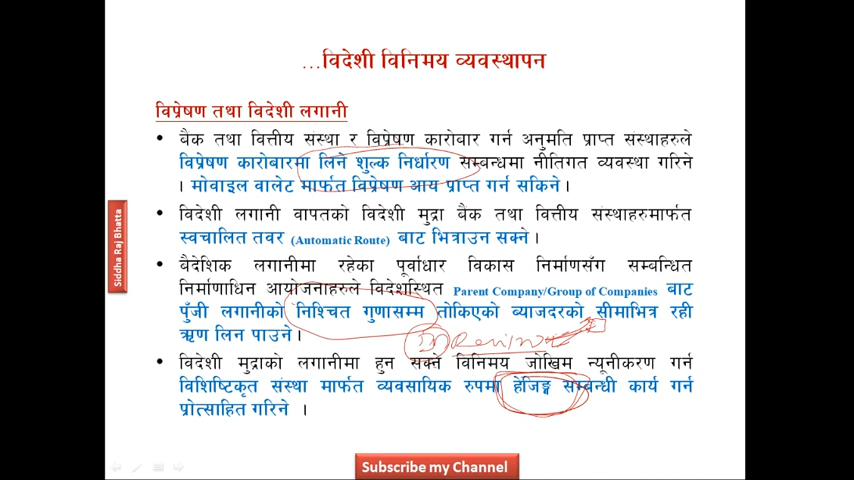 ...विदेशी विनिमय व्यवस्थापन
विप्रेषण तथा विदेशी लगानी
• बैंक तथा वित्तीय संस्था र विप्रेषण कारोबार गर्न अनुमति प्राप्त संस्थाहरुले
विप्रेषण कारोबारमा लिने शुल्क निर्धारण सम्बन्धमा नीतिगत व्यवस्था गरिने
। मोवाइल वालेट मार्फत विप्रेषण आय प्राप्त गर्न सकिने ।
• विदेशी लगानी वापतको विदेशी मुद्रा बैंक तथा वित्तीय संस्थाहरुमार्फत
स्वचालित तवर (Automatic Route) बाट भित्राउन सक्ने ।
• बैदेशिक लगानीमा रहेका पूर्वाधार विकास निर्माणसँग सम्बन्धित
निर्माणाधिन आयोजनाहरुले विदेशस्थित Parent Company/Group of Companies बाट
पुँजी लगानीको निश्चित गुणासम्म तोकिएको ब्याजदरको सीमाभित्र रही
ऋण लिन पाउने ।
• विदेशी मुद्राको लगानीमा हुन सक्ने विनिमय जोखिम न्यूनीकरण गर्न
विशिष्टिकृत संस्था मार्फत व्यवसायिक रुपमा हेजिङ्ग सम्बन्धी कार्य गर्न
प्रोत्साहित गरिने ।
Siddha Raj Bhatta
Subscribe my Channel